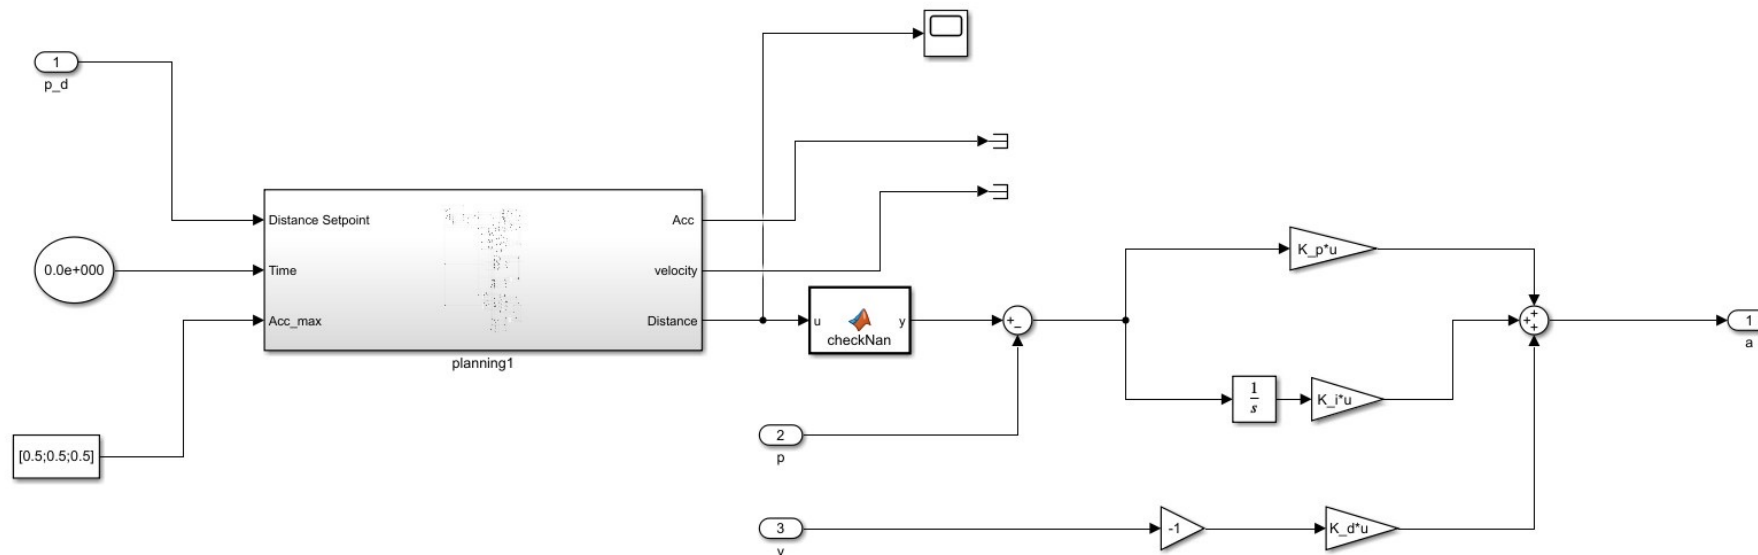 1
p_d
0.0e+000
[0.5;0.5;0.5]
Distance Setpoint
Time
Acc_max
Acc
velocity
Distance
planning1
u
y
checkNan
+
−
2
p
3
v
K_p*u
1
s
K_i*u
-1
K_d*u
+
+
+
1
a